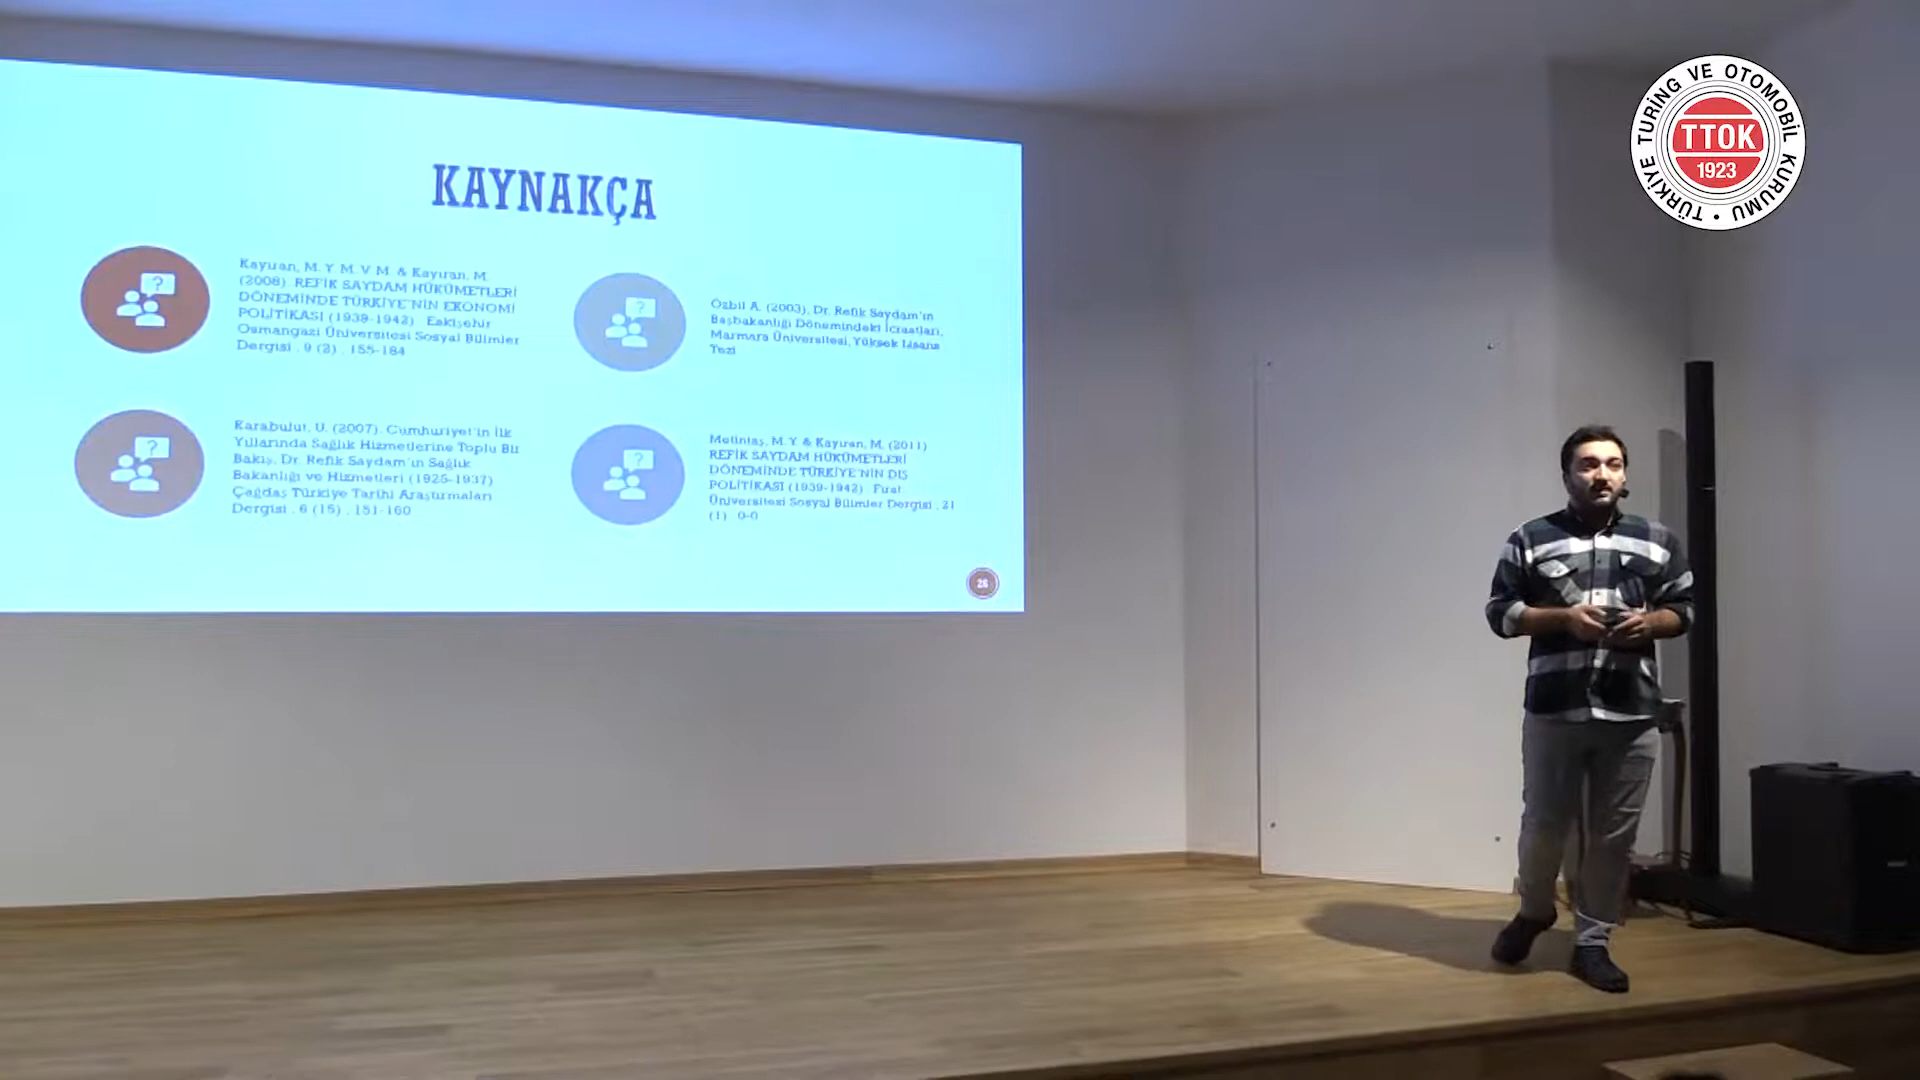 KAYNAKÇA
Kayıran, M. Y. M. V. M. & Kayıran, M.
(2008). REFİK SAYDAM HÜKÜMETLERİ
DÖNEMİNDE TÜRKİYE'NİN EKONOMİ
POLİTİKASI (1939-1942). Eskişehir
Osmangazi Üniversitesi Sosyal Bilimler
Dergisi . 9 (2) . 155-184
Özbil A. (2003), Dr. Refik Saydam'ın
Başbakanlığı Dönemindeki İcraatları,
Marmara Üniversitesi, Yüksek Lisans
Tezi
Karabulut, U. (2007). Cumhuriyet'in İlk
Yıllarında Sağlık Hizmetlerine Toplu Bir
Bakış, Dr. Refik Saydam'ın Sağlık
Bakanlığı ve Hizmetleri (1925-1937)
Çağdaş Türkiye Tarihi Araştırmaları
Dergisi . 6 (15) . 151-160
Metintaş, M. Y. & Kayıran, M. (2011)
REFİK SAYDAM HÜKÜMETLERİ
DÖNEMİNDE TÜRKİYE'NİN DIŞ
POLİTİKASI (1939-1942) . Fırat
Üniversitesi Sosyal Bilimler Dergisi . 21
(1) . 0-0
26
TÜRKİYE TURİNG VE OTOMOBİL KURUMU •
TTOK
1923